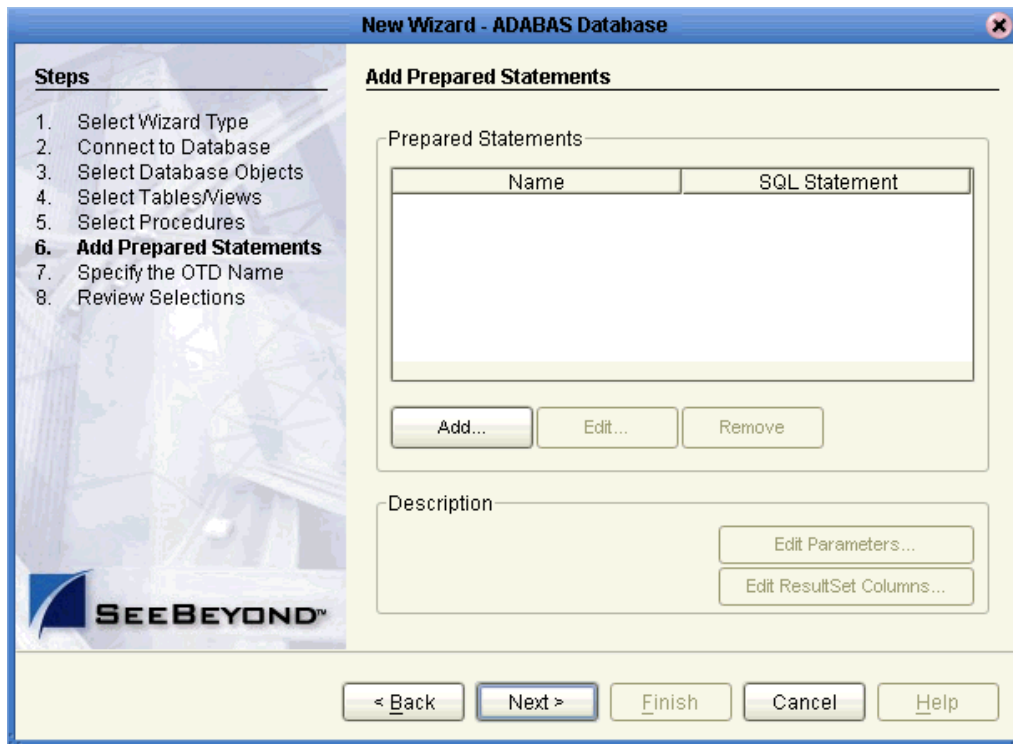 New Wizard - ADABAS Database
Steps
1. Select Wizard Type
2. Connect to Database
3. Select Database Objects
4. Select Tables/Views
5. Select Procedures
6. Add Prepared Statements
7. Specify the OTD Name
8. Review Selections
SEEBEYOND™
Add Prepared Statements
Prepared Statements
Name SQL Statement
Add... Edit... Remove
Description
Edit Parameters...
Edit ResultSet Columns...
< Back Next > Finish Cancel Help